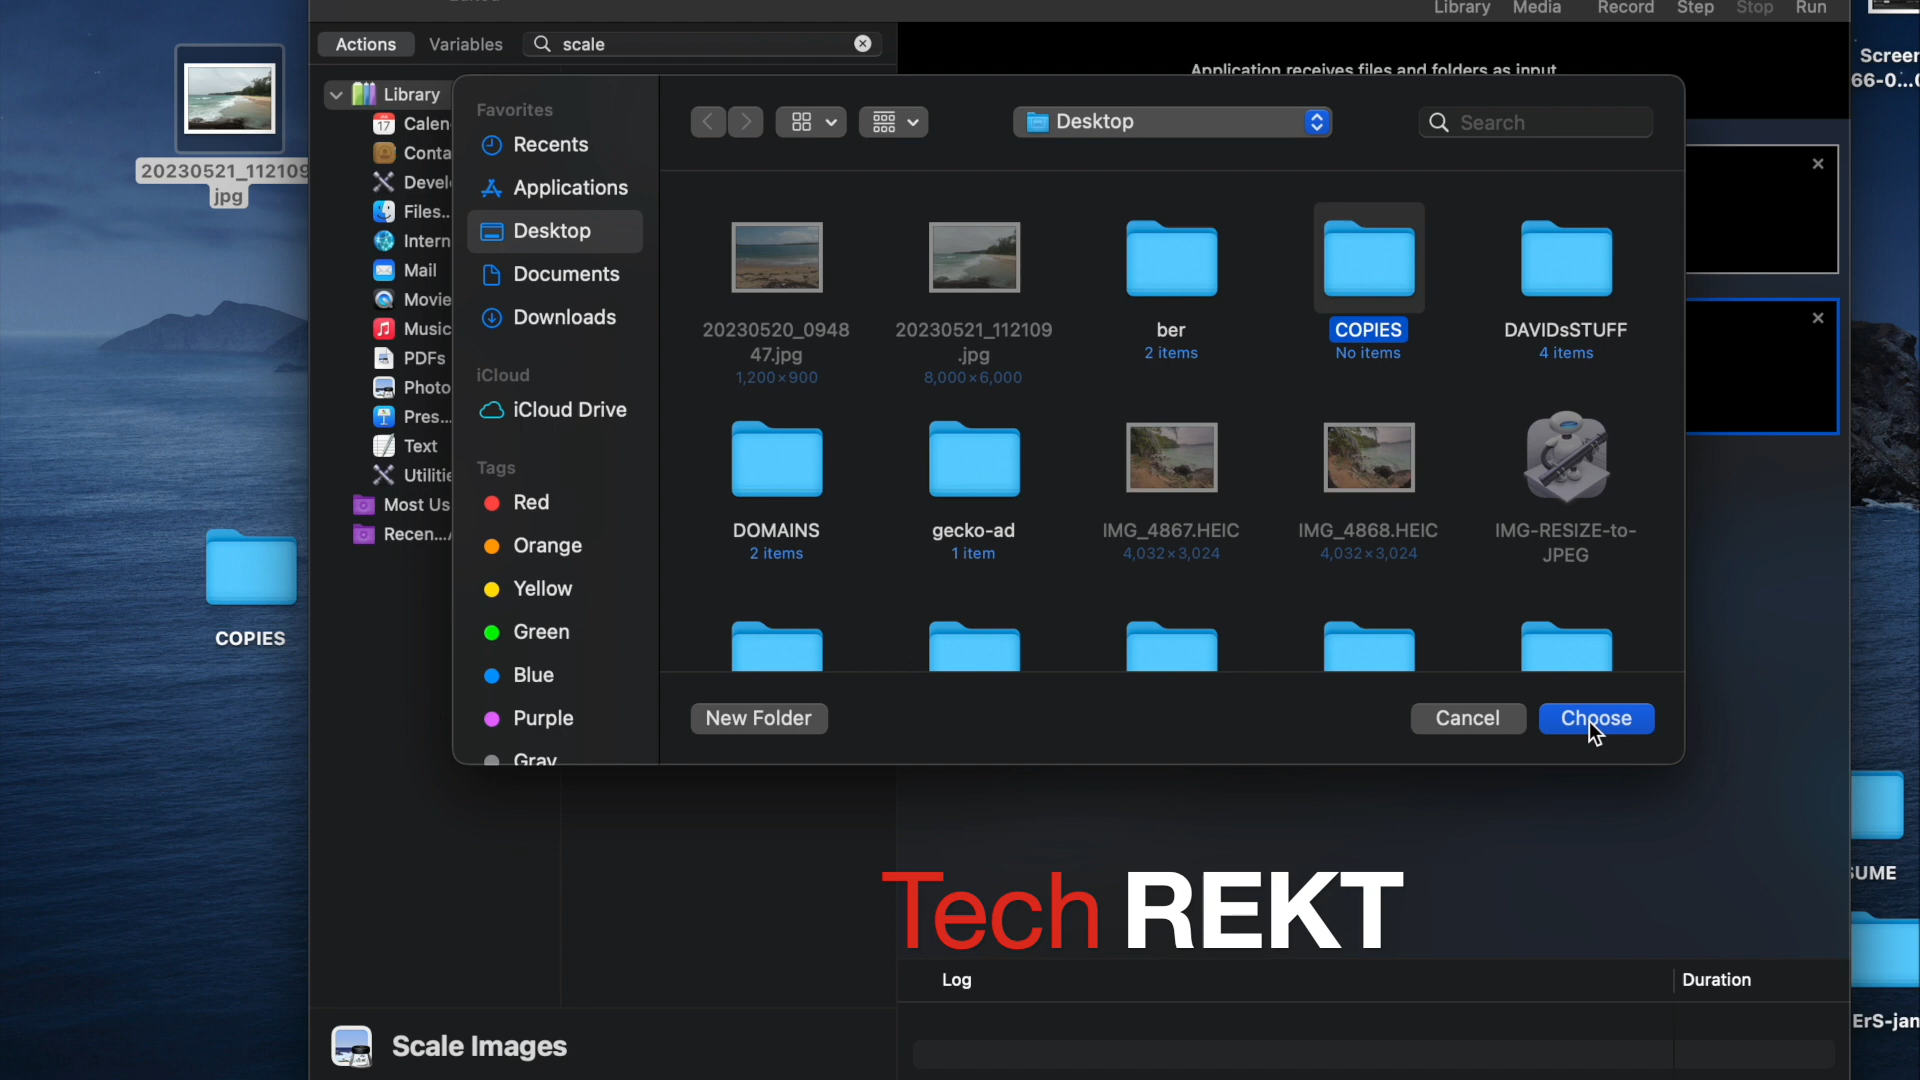 Library Media Record Step Stop Run
Actions Variables scale
Application receives files and folders as input
Screen
66-0...0
20230521_112109
jpg
Library
Calen
Conta
Devel
Files..
Intern
Mail
Movie
Music
PDFs
Photo
Pres...
Text
Utilitie
Most Us
Recen...
COPIES
Favorites
Recents
Applications
Desktop
Documents
Downloads
iCloud
iCloud Drive
Tags
Red
Orange
Yellow
Green
Blue
Purple
Gray
Desktop
Search
20230520_0948
47.jpg
1,200×900
20230521_112109
.jpg
8,000×6,000
ber
2 items
COPIES
No items
DAVIDsSTUFF
4 items
DOMAINS
2 items
gecko-ad
1 item
IMG_4867.HEIC
4,032×3,024
IMG_4868.HEIC
4,032×3,024
IMG-RESIZE-to-
JPEG
New Folder Cancel Choose
Tech REKT
SUME
Log Duration
ErS-jan
Scale Images